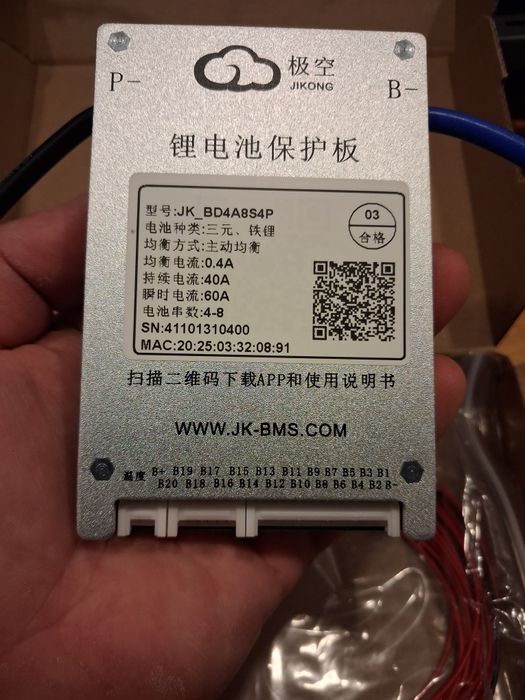 极空
JIKONG
P-
B-
锂电池保护板
型号:JK_BD4A8S4P
电池种类:三元、铁锂
均衡方式:主动均衡
均衡电流:0.4A
持续电流:40A
瞬时电流:60A
电池串数:4-8
SN:41101310400
MAC:20:25:03:32:08:91
03
合格
扫描二维码下载APP和使用说明书
WWW.JK-BMS.COM
温度 B+ B19 B17 B15 B13 B11 B9 B7 B5 B3 B1
B20 B18 B16 B14 B12 B10 B8 B6 B4 B2 B-